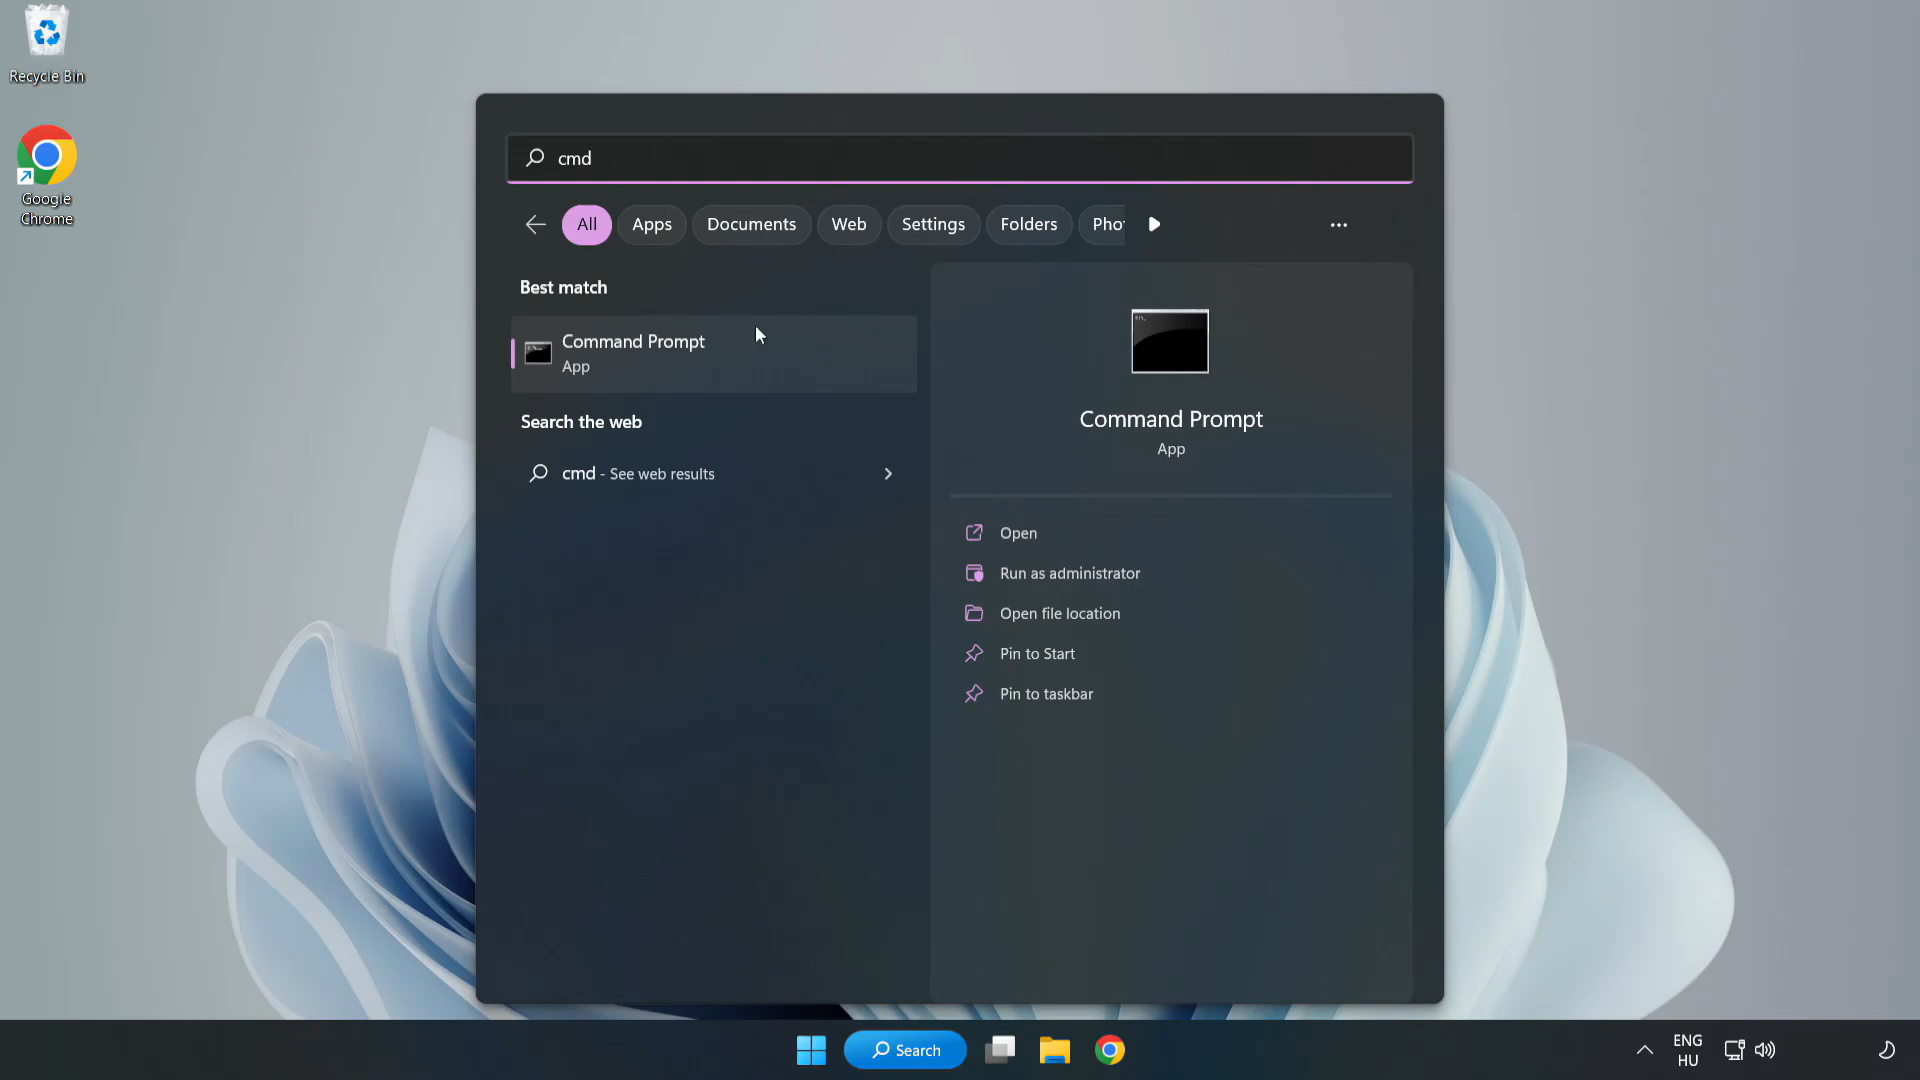 Recycle Bin
Google
Chrome
cmd
All
Apps
Documents
Web
Settings
Folders
Pho
Best match
Command Prompt
App
Search the web
cmd - See web results
Command Prompt
App
Open
Run as administrator
Open file location
Pin to Start
Pin to taskbar
Search
ENG
HU